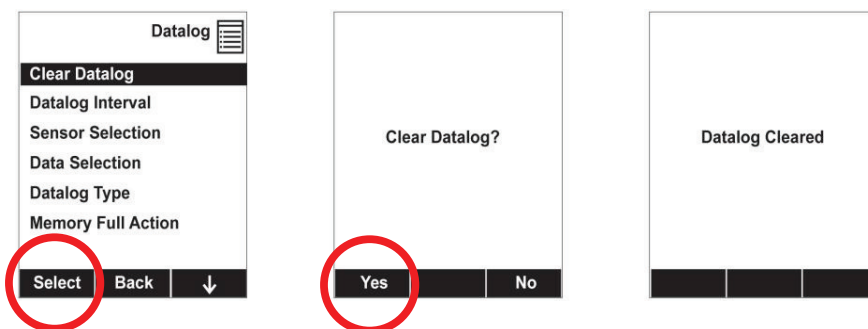 Datalog
Clear Datalog
Datalog Interval
Sensor Selection
Data Selection
Datalog Type
Memory Full Action
Select Back ↓
Clear Datalog?
Yes No
Datalog Cleared